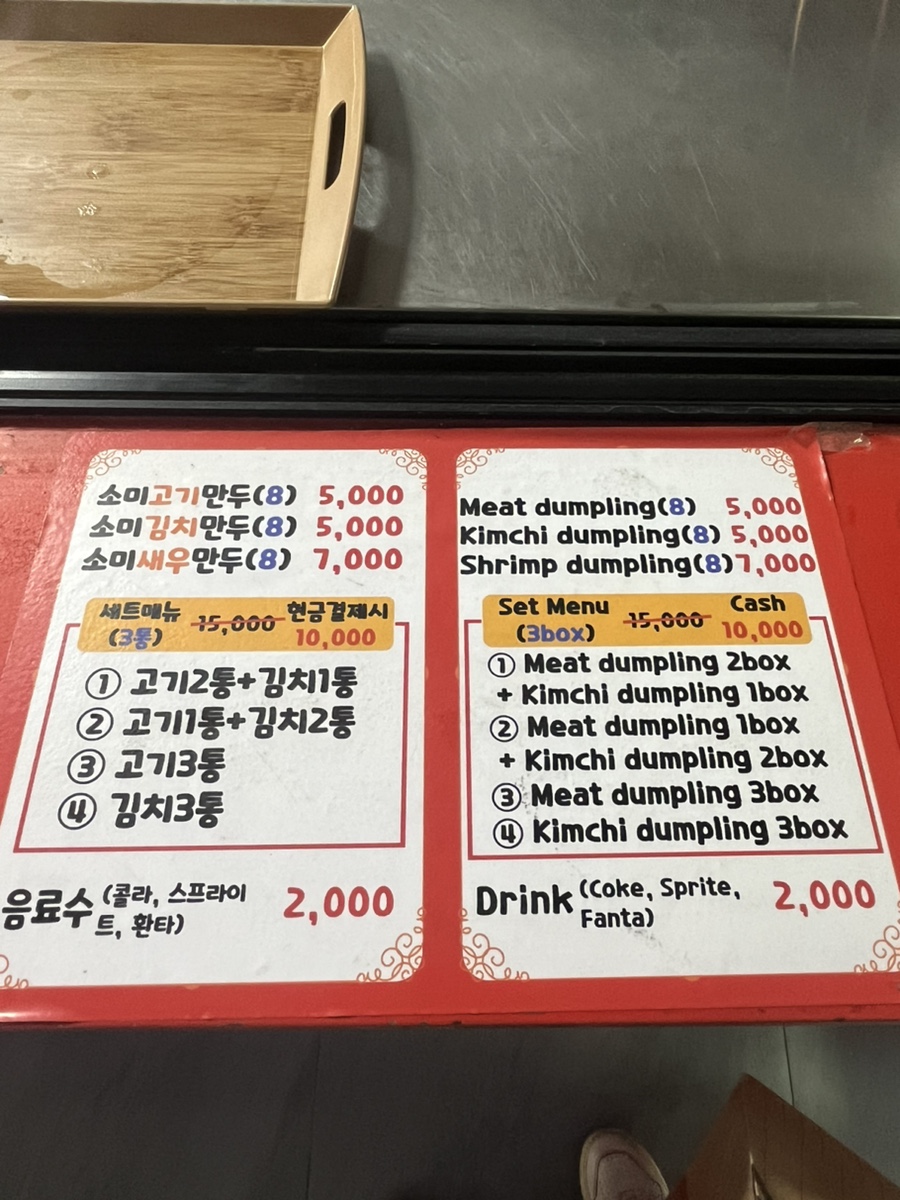 소미고기만두(8) 5,000
소미김치만두(8) 5,000
소미새우만두(8) 7,000
세트메뉴 15,000 현금결제시
(3통) 10,000
① 고기2통+김치1통
② 고기1통+김치2통
③ 고기3통
④ 김치3통
음료수 (콜라, 스프라이
트, 환타) 2,000
Meat dumpling(8) 5,000
Kimchi dumpling(8) 5,000
Shrimp dumpling(8) 7,000
Set Menu 15,000 Cash
(3box) 10,000
① Meat dumpling 2box
+ Kimchi dumpling 1box
② Meat dumpling 1box
+ Kimchi dumpling 2box
③ Meat dumpling 3box
④ Kimchi dumpling 3box
Drink (Coke, Sprite,
Fanta) 2,000